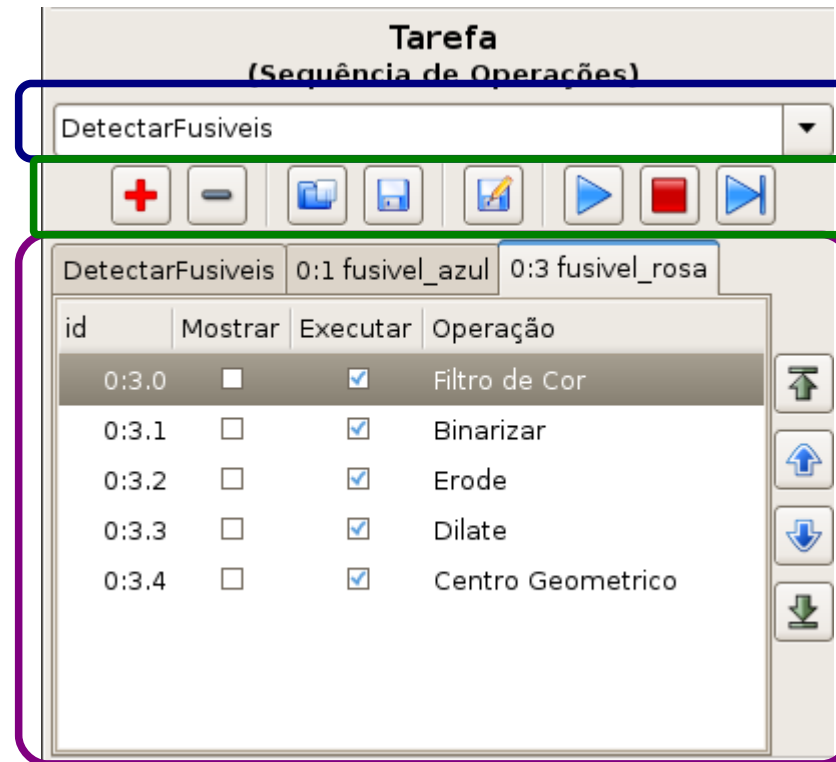 Tarefa
(Sequência de Operações)
DetectarFusiveis
DetectarFusiveis 0:1 fusivel_azul 0:3 fusivel_rosa
id Mostrar Executar Operação
0:3.0 Filtro de Cor
0:3.1 Binarizar
0:3.2 Erode
0:3.3 Dilate
0:3.4 Centro Geometrico